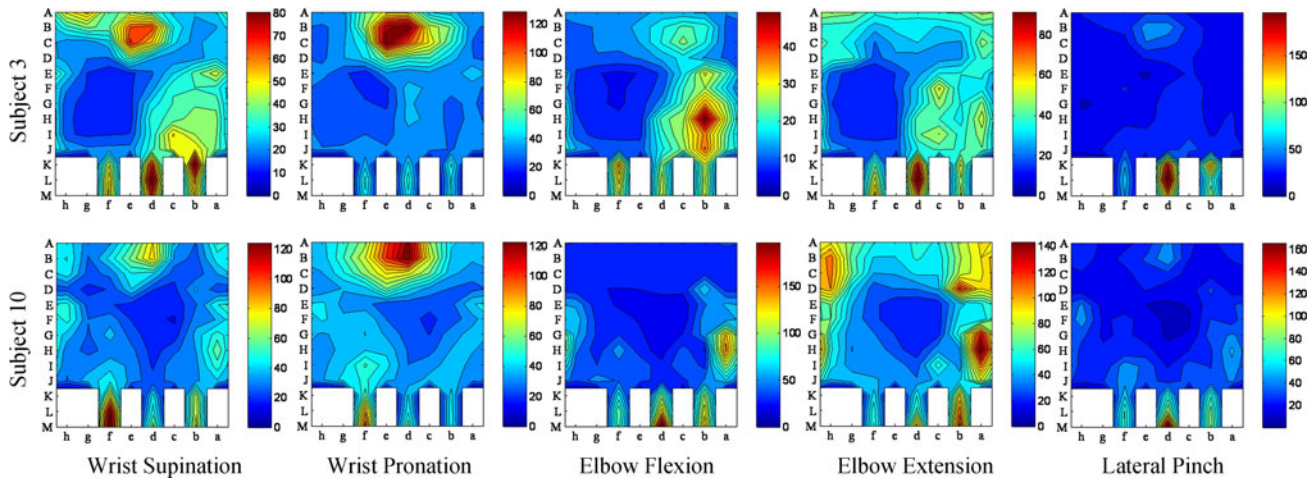 Subject 3
A B C D E F G H I J K L M
h g f e d c b a
80 70 60 50 40 30 20 10 0
A B C D E F G H I J K L M
h g f e d c b a
120 100 80 60 40 20 0
A B C D E F G H I J K L M
h g f e d c b a
40 30 20 10 0
A B C D E F G H I J K L M
h g f e d c b a
80 60 40 20 0
A B C D E F G H I J K L M
h g f e d c b a
150 100 50 0
Subject 10
A B C D E F G H I J K L M
h g f e d c b a
120 100 80 60 40 20 0
A B C D E F G H I J K L M
h g f e d c b a
120 100 80 60 40 20 0
A B C D E F G H I J K L M
h g f e d c b a
150 100 50 0
A B C D E F G H I J K L M
h g f e d c b a
140 120 100 80 60 40 20 0
A B C D E F G H I J K L M
h g f e d c b a
160 140 120 100 80 60 40 20
Wrist Supination
Wrist Pronation
Elbow Flexion
Elbow Extension
Lateral Pinch